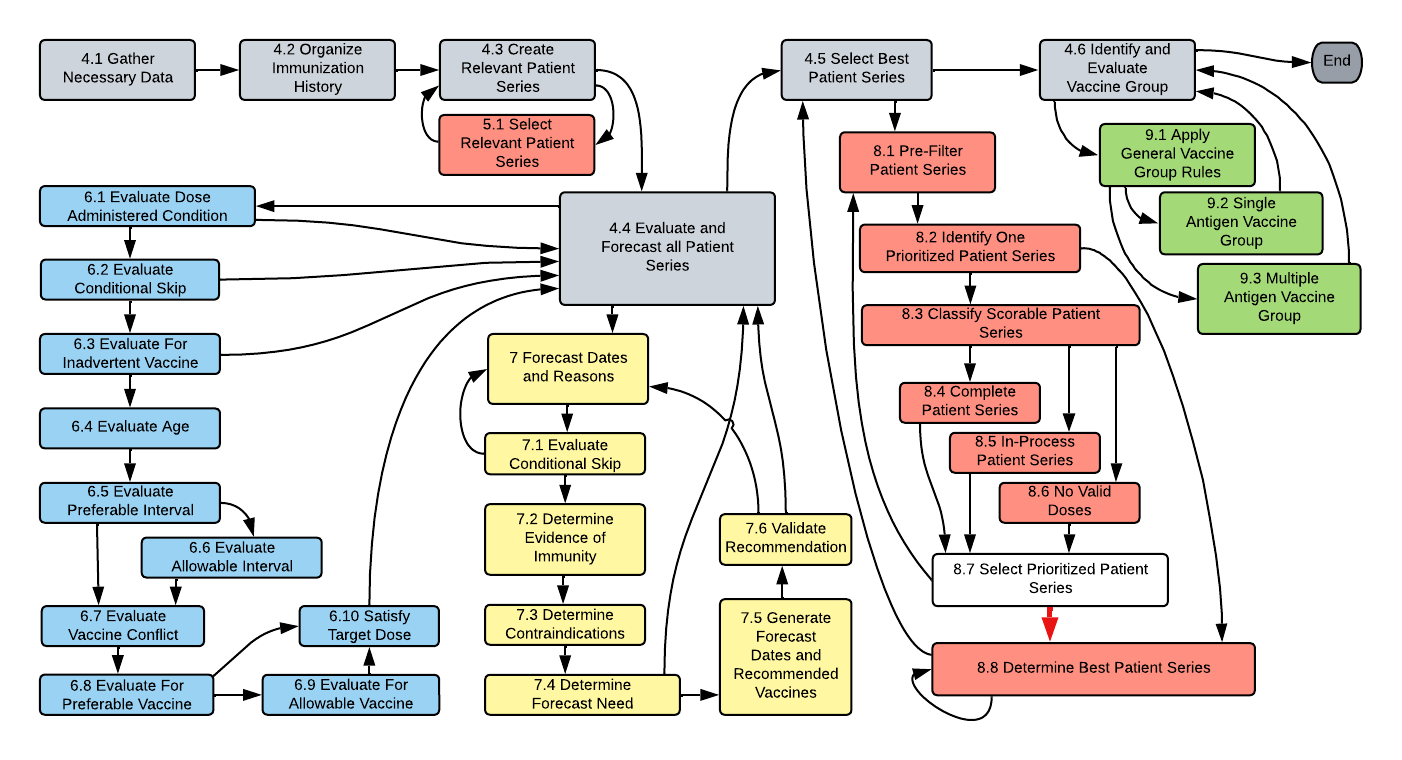 4.1 Gather
Necessary Data
4.2 Organize
Immunization
History
4.3 Create
Relevant Patient
Series
5.1 Select
Relevant Patient
Series
4.5 Select Best
Patient Series
4.6 Identify and
Evaluate
Vaccine Group
End
6.1 Evaluate Dose
Administered Condition
6.2 Evaluate
Conditional Skip
6.3 Evaluate For
Inadvertent Vaccine
6.4 Evaluate Age
6.5 Evaluate
Preferable Interval
6.6 Evaluate
Allowable Interval
6.7 Evaluate
Vaccine Conflict
6.8 Evaluate For
Preferable Vaccine
6.9 Evaluate For
Allowable Vaccine
6.10 Satisfy
Target Dose
4.4 Evaluate and
Forecast all Patient
Series
7 Forecast Dates
and Reasons
7.1 Evaluate
Conditional Skip
7.2 Determine
Evidence of
Immunity
7.3 Determine
Contraindications
7.4 Determine
Forecast Need
7.5 Generate
Forecast
Dates and
Recommended
Vaccines
7.6 Validate
Recommendation
8.1 Pre-Filter
Patient Series
8.2 Identify One
Prioritized Patient Series
8.3 Classify Scorable Patient
Series
8.4 Complete
Patient Series
8.5 In-Process
Patient Series
8.6 No Valid
Doses
8.7 Select Prioritized Patient
Series
8.8 Determine Best Patient Series
9.1 Apply
General Vaccine
Group Rules
9.2 Single
Antigen Vaccine
Group
9.3 Multiple
Antigen Vaccine
Group